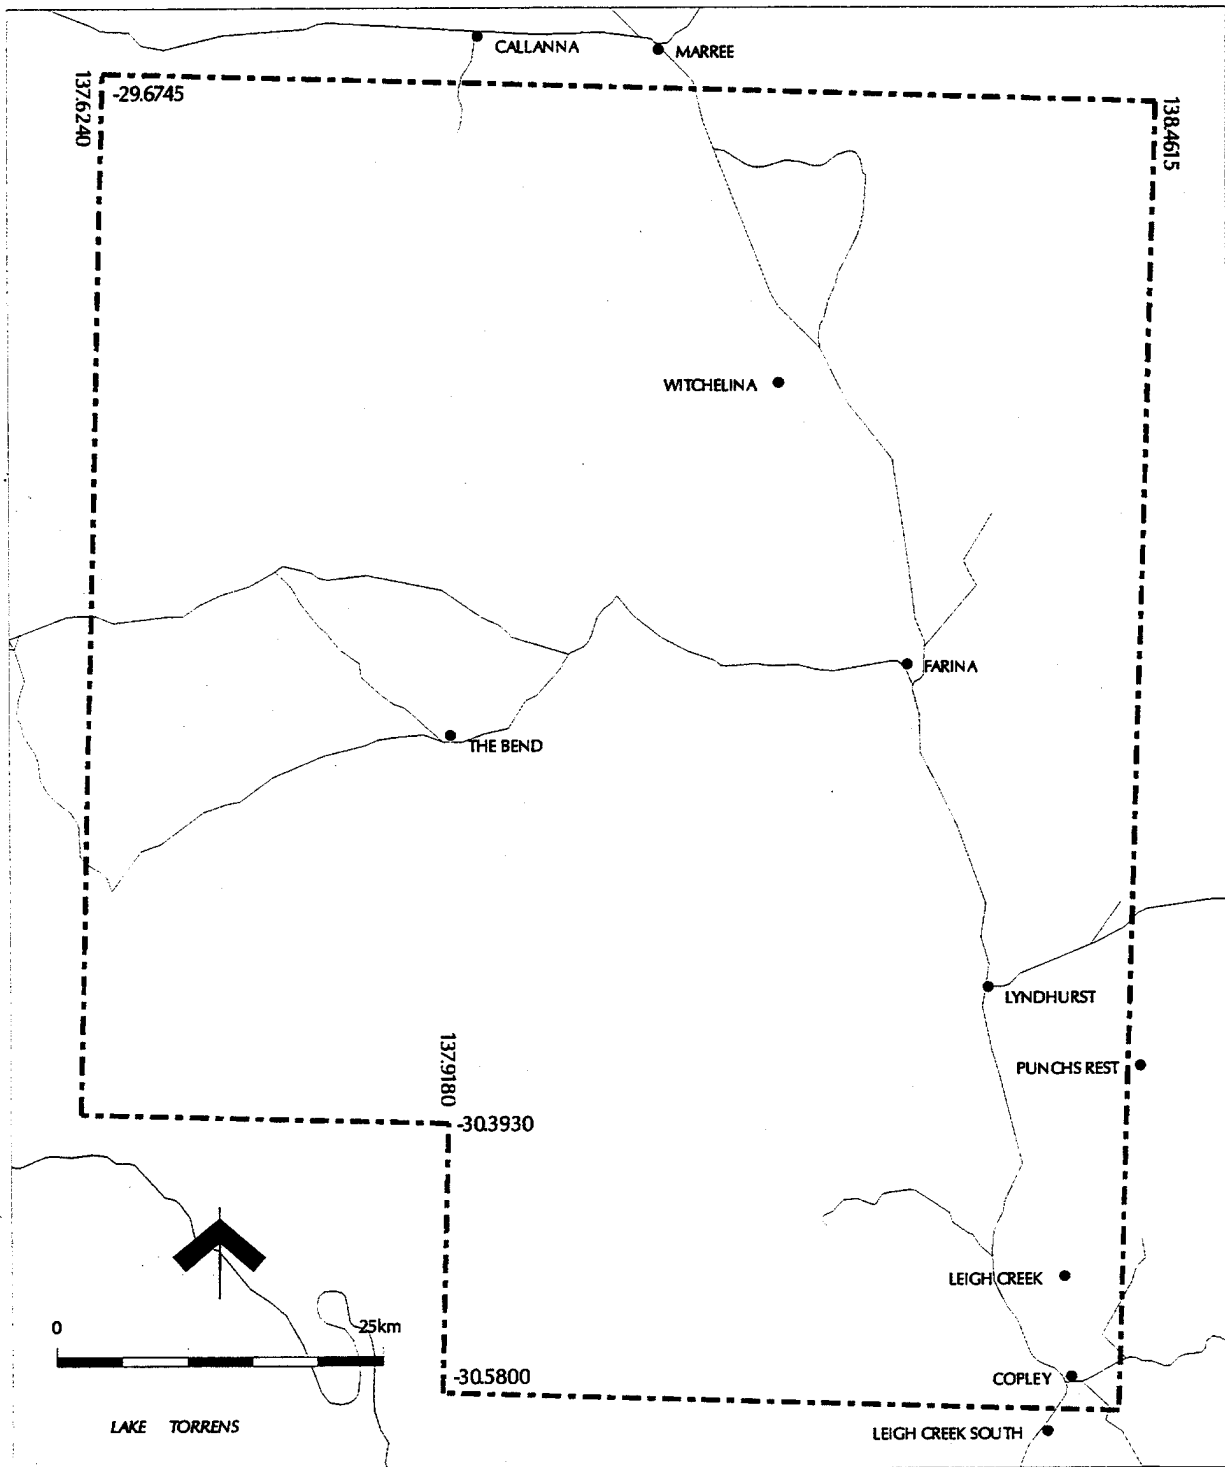 CALLANNA
MARREE
137.6240
-29.6745
138.4615
WITCHELINA
FARINA
THE BEND
LYNDHURST
PUNCHS REST
137.9180
-30.3930
LEIGH CREEK
0 25km
-30.5800
COPLEY
LAKE TORRENS
LEIGH CREEK SOUTH